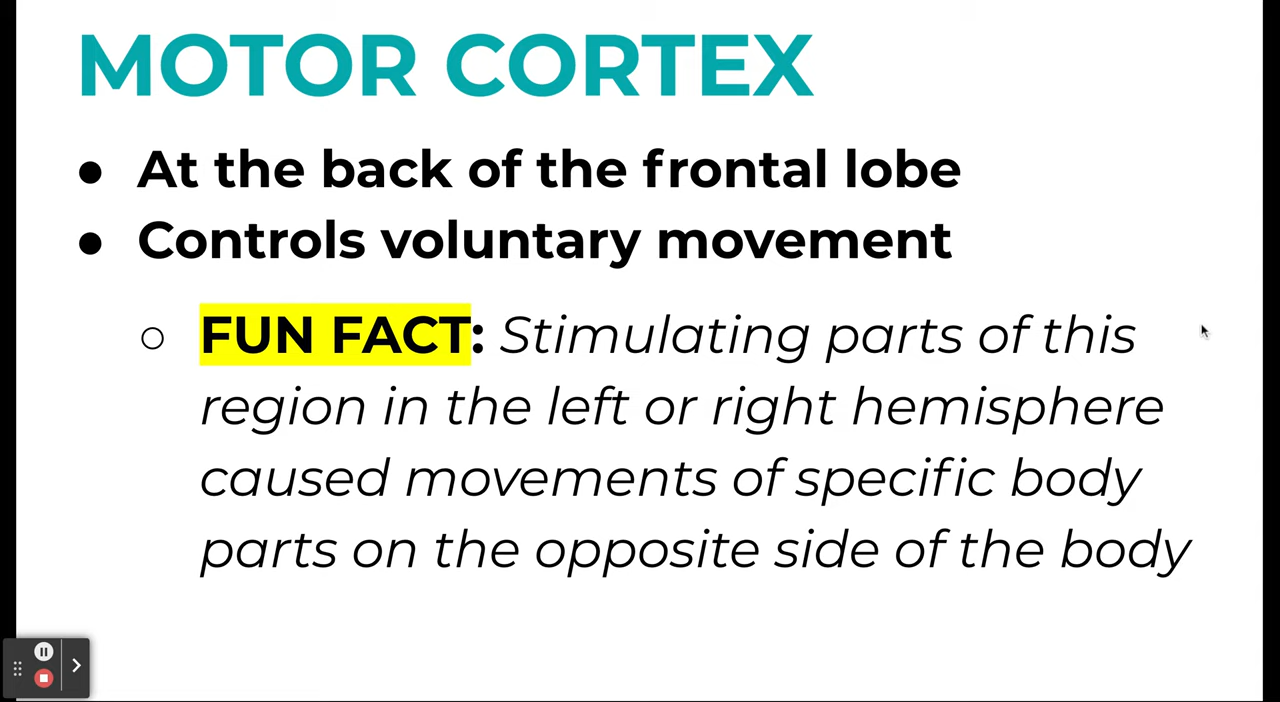 MOTOR CORTEX
● At the back of the frontal lobe
● Controls voluntary movement
○ FUN FACT: Stimulating parts of this
region in the left or right hemisphere
caused movements of specific body
parts on the opposite side of the body